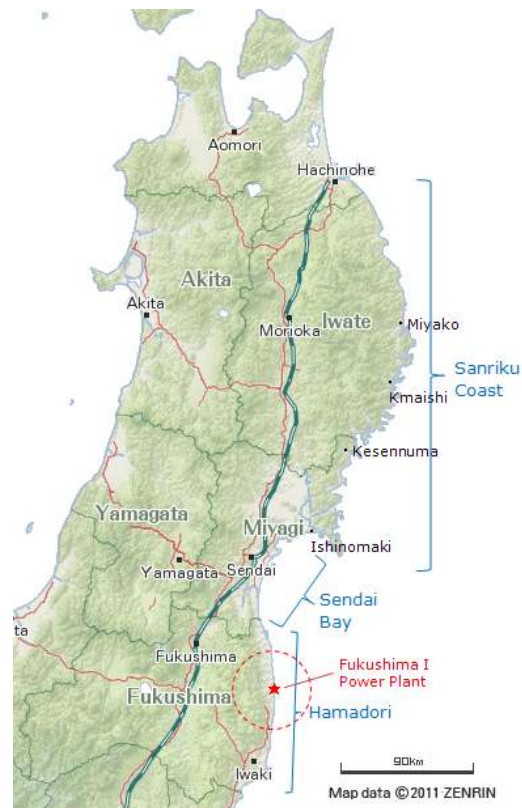 Aomori
Hachinohe
Akita
Akita
Iwate
Morioka
Miyako
Sanriku
Coast
Kmaishi
Kesennuma
Yamagata
Miyagi
Ishinomaki
Yamagata
Sendai
Sendai
Bay
ta
Fukushima
Fukushima I
Power Plant
Fukushima
Hamadori
Iwaki
90Km
Map data ©2011 ZENRIN